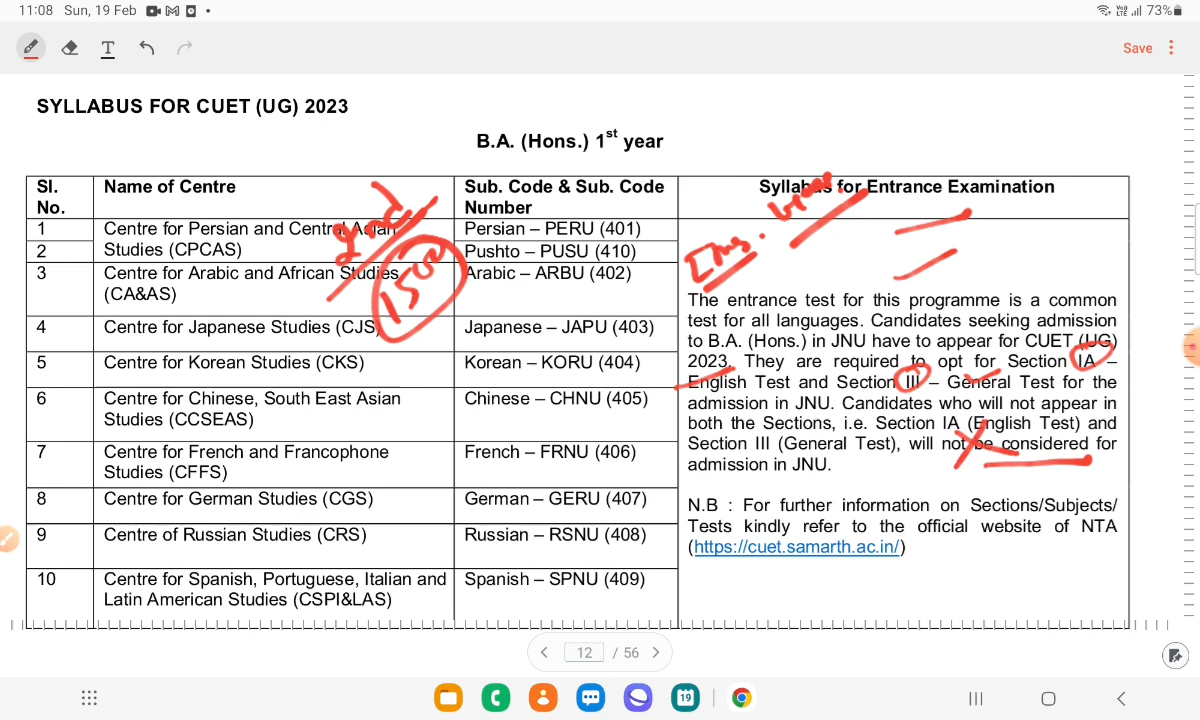 11:08 Sun, 19 Feb
73%
T
Save
SYLLABUS FOR CUET (UG) 2023
B.A. (Hons.) 1st year
Sl. No.
Name of Centre
Sub. Code & Sub. Code Number
Syllabus for Entrance Examination
1
Centre for Persian and Central Asian
Persian – PERU (401)
2
Studies (CPCAS)
Pushto – PUSU (410)
3
Centre for Arabic and African Studies
(CA&AS)
Arabic – ARBU (402)
4
Centre for Japanese Studies (CJS)
Japanese – JAPU (403)
5
Centre for Korean Studies (CKS)
Korean – KORU (404)
6
Centre for Chinese, South East Asian
Studies (CCSEAS)
Chinese – CHNU (405)
7
Centre for French and Francophone
Studies (CFFS)
French – FRNU (406)
8
Centre for German Studies (CGS)
German – GERU (407)
9
Centre of Russian Studies (CRS)
Russian – RSNU (408)
10
Centre for Spanish, Portuguese, Italian and
Latin American Studies (CSPI&LAS)
Spanish – SPNU (409)
The entrance test for this programme is a common
test for all languages. Candidates seeking admission
to B.A. (Hons.) in JNU have to appear for CUET (UG)
2023. They are required to opt for Section IA –
English Test and Section III – General Test for the
admission in JNU. Candidates who will not appear in
both the Sections, i.e. Section IA (English Test) and
Section III (General Test), will not be considered for
admission in JNU.
N.B : For further information on Sections/Subjects/
Tests kindly refer to the official website of NTA
(https://cuet.samarth.ac.in/)
2nd
12 / 56
19